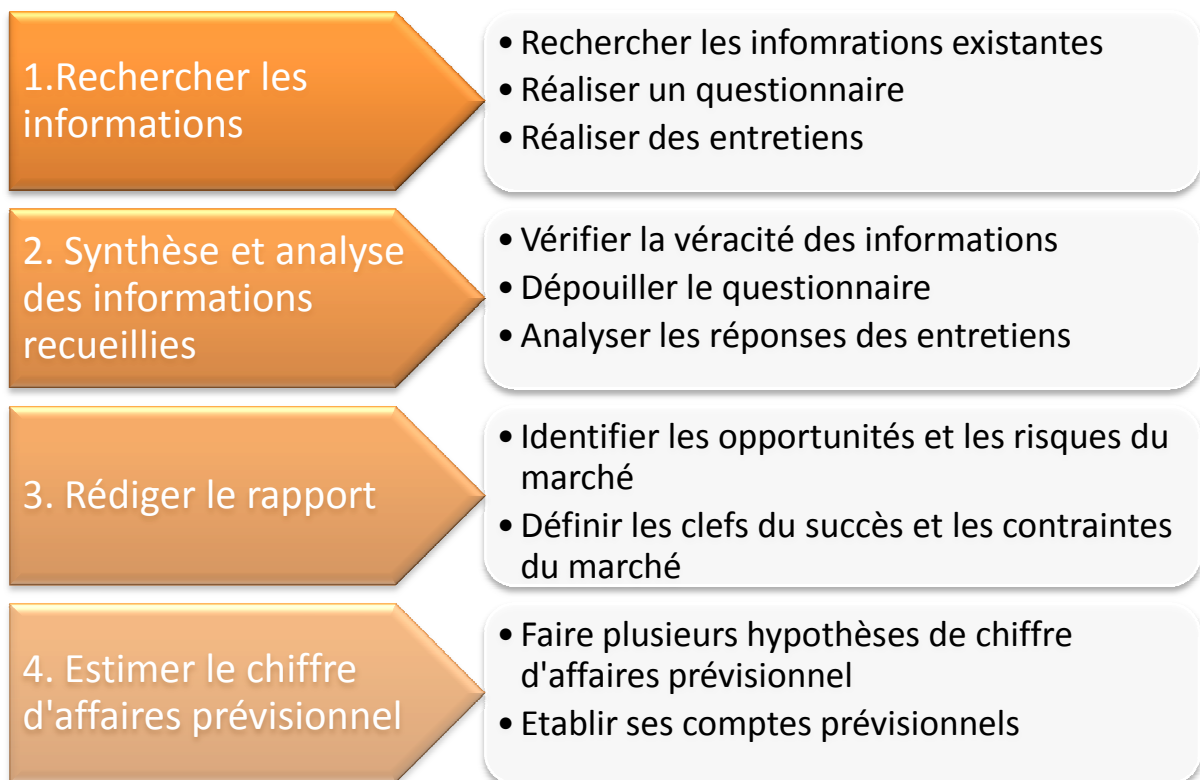 1.Rechercher les
informations
• Rechercher les infomrations existantes
• Réaliser un questionnaire
• Réaliser des entretiens
2. Synthèse et analyse
des informations
recueillies
• Vérifier la véracité des informations
• Dépouiller le questionnaire
• Analyser les réponses des entretiens
3. Rédiger le rapport
• Identifier les opportunités et les risques du
marché
• Définir les clefs du succès et les contraintes
du marché
4. Estimer le chiffre
d'affaires prévisionnel
• Faire plusieurs hypothèses de chiffre
d'affaires prévisionnel
• Etablir ses comptes prévisionnels